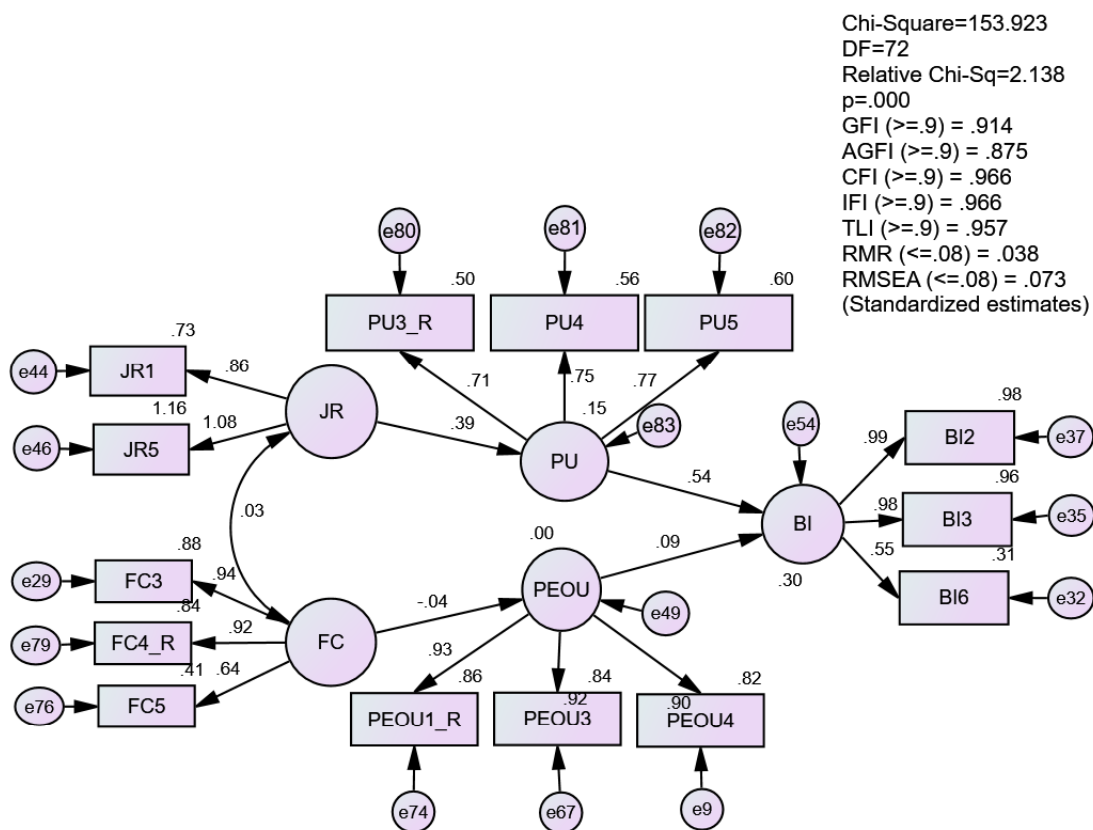 Chi-Square=153.923
DF=72
Relative Chi-Sq=2.138
p=.000
GFI (>=.9) = .914
AGFI (>=.9) = .875
CFI (>=.9) = .966
IFI (>=.9) = .966
TLI (>=.9) = .957
RMR (<=.08) = .038
RMSEA (<=.08) = .073
(Standardized estimates)
e80
e81
e82
.50
.56
.60
PU3_R
PU4
PU5
.73
e44
JR1
.86
.71
.75
.77
1.16
1.08
JR
.39
.15
e83
e46
JR5
PU
e54
.98
.99
BI2
e37
.54
.96
.03
BI
.98
BI3
e35
.88
.00
.09
.55
.31
e29
FC3
.94
PEOU
.30
BI6
e32
.84
-.04
e49
e79
FC4_R
.92
FC
.41
.64
.93
e76
FC5
.86
.84
.82
.92
.90
PEOU1_R
PEOU3
PEOU4
e74
e67
e9